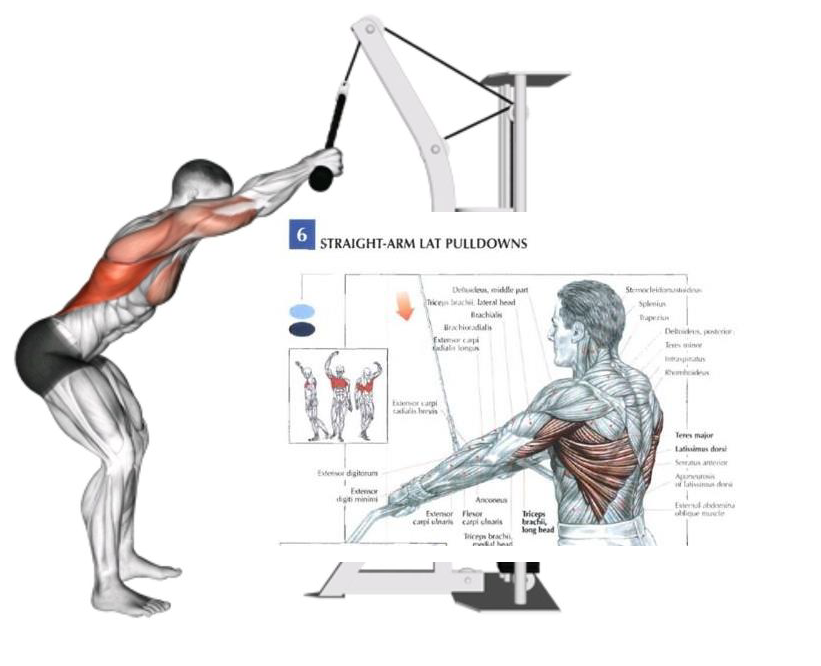 6
STRAIGHT-ARM LAT PULLDOWNS
Deltoideus, middle part
Triceps brachii, lateral head
Brachialis
Brachioradialis
Extensor carpi
radialis longus
Extensor carpi
radialis brevis
Extensor digitorum
Extensor
digiti minimi
Extensor
carpi ulnaris
Anconeus
Flexor
carpi ulnaris
Triceps brachii,
medial head
Triceps
brachii,
long head
Sternocleidomastoideus
Splenius
Trapezius
Deltoideus, posterior
Teres minor
Infraspinatus
Rhomboideus
Teres major
Latissimus dorsi
Serratus anterior
Aponeurosis
of latissimus dorsi
External abdomina
oblique muscle